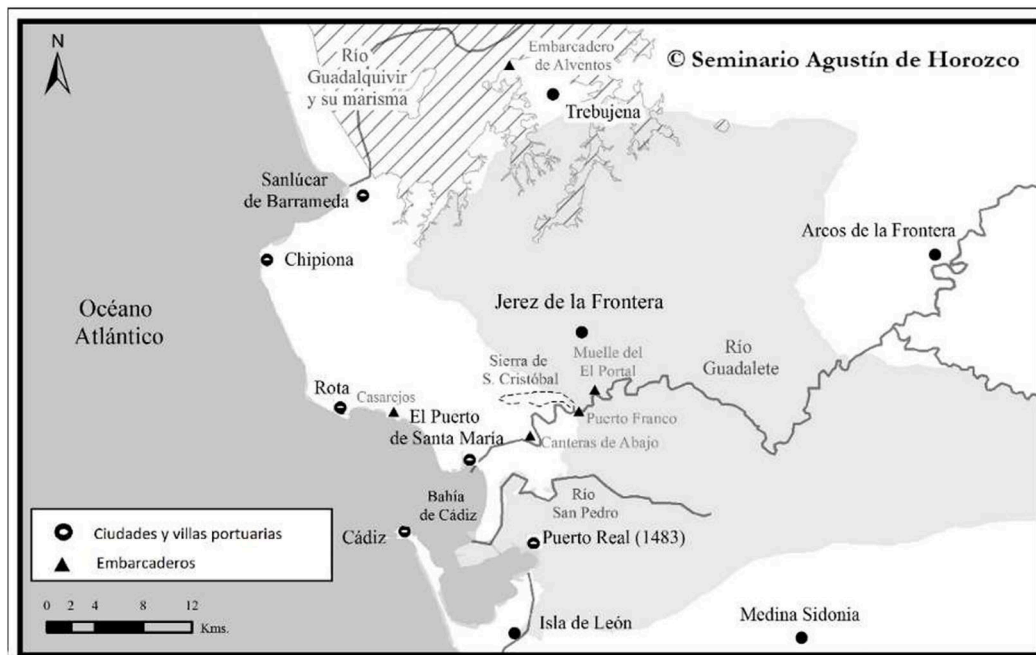 N
Río
Guadalquivir
y su marisma
Embarcadero
de Alventos
© Seminario Agustín de Horozco
Trebujena
Sanlúcar
de Barrameda
Arcos de la Frontera
Chipiona
Océano
Atlántico
Jerez de la Frontera
Sierra de
S. Cristóbal
Muelle del
El Portal
Río
Guadalete
Rota
Casarejos
El Puerto
de Santa María
Puerto Franco
Canteras de Abajo
Bahía
de Cádiz
Río
San Pedro
Cádiz
Puerto Real (1483)
Ciudades y villas portuarias
Embarcaderos
0 2 4 8 12
Kms.
Isla de León
Medina Sidonia